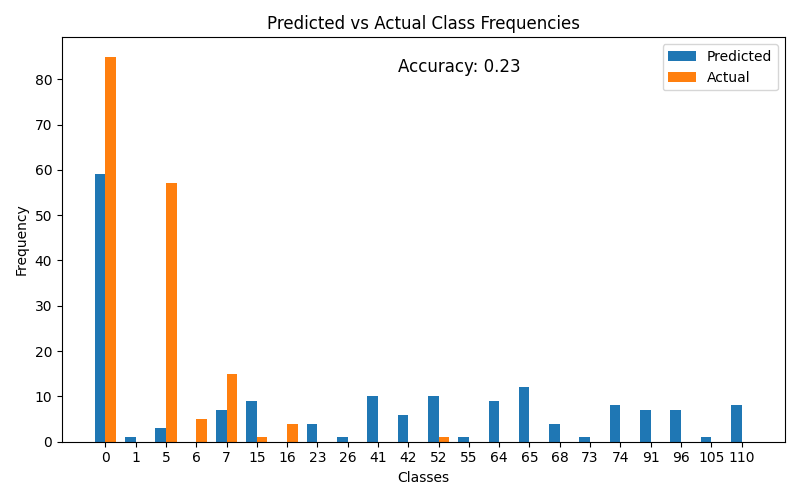 Predicted vs Actual Class Frequencies
Accuracy: 0.23
Predicted
Actual
Frequency
80
70
60
50
40
30
20
10
0
0 1 5 6 7 15 16 23 26 41 42 52 55 64 65 68 73 74 91 96 105 110
Classes